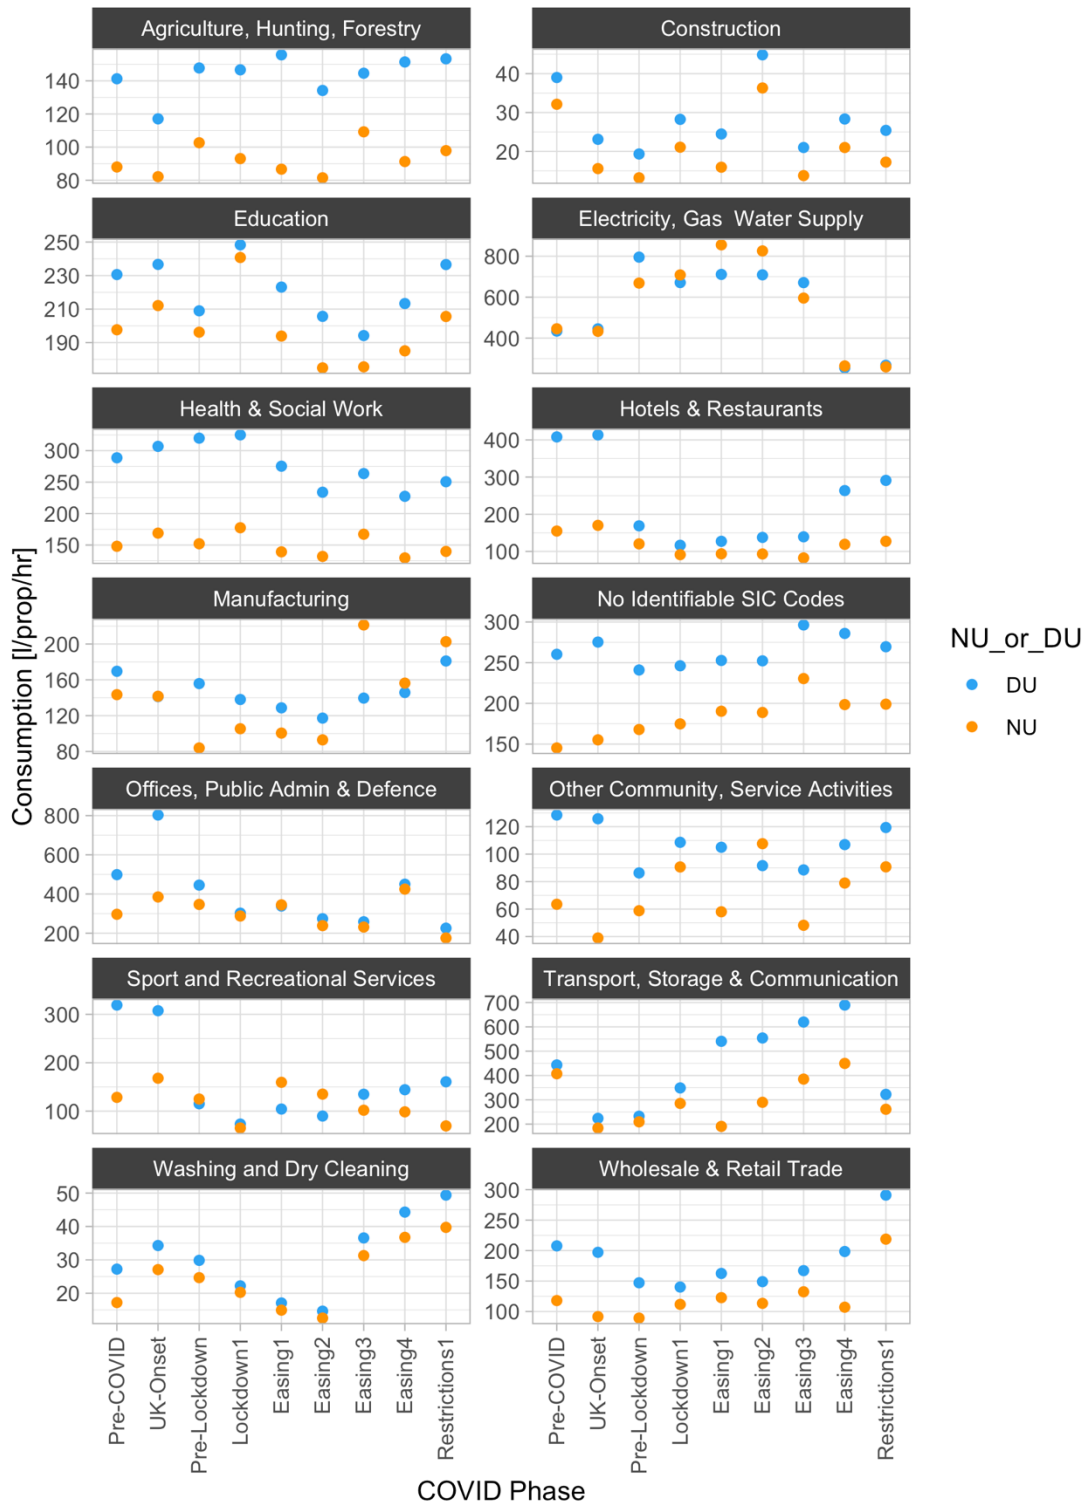 Agriculture, Hunting, Forestry
140
120
100
80
Construction
40
30
20
Education
250
230
210
190
Electricity, Gas  Water Supply
800
600
400
Health & Social Work
300
250
200
150
Hotels & Restaurants
400
300
200
100
Manufacturing
200
160
120
80
No Identifiable SIC Codes
300
250
200
150
Offices, Public Admin & Defence
800
600
400
200
Other Community, Service Activities
120
100
80
60
40
Sport and Recreational Services
300
200
100
Transport, Storage & Communication
700
600
500
400
300
200
Washing and Dry Cleaning
50
40
30
20
Wholesale & Retail Trade
300
250
200
150
100
Pre-COVID
UK-Onset
Pre-Lockdown
Lockdown1
Easing1
Easing2
Easing3
Easing4
Restrictions1
Pre-COVID
UK-Onset
Pre-Lockdown
Lockdown1
Easing1
Easing2
Easing3
Easing4
Restrictions1
COVID Phase
Consumption [l/prop/hr]
NU_or_DU
DU
NU